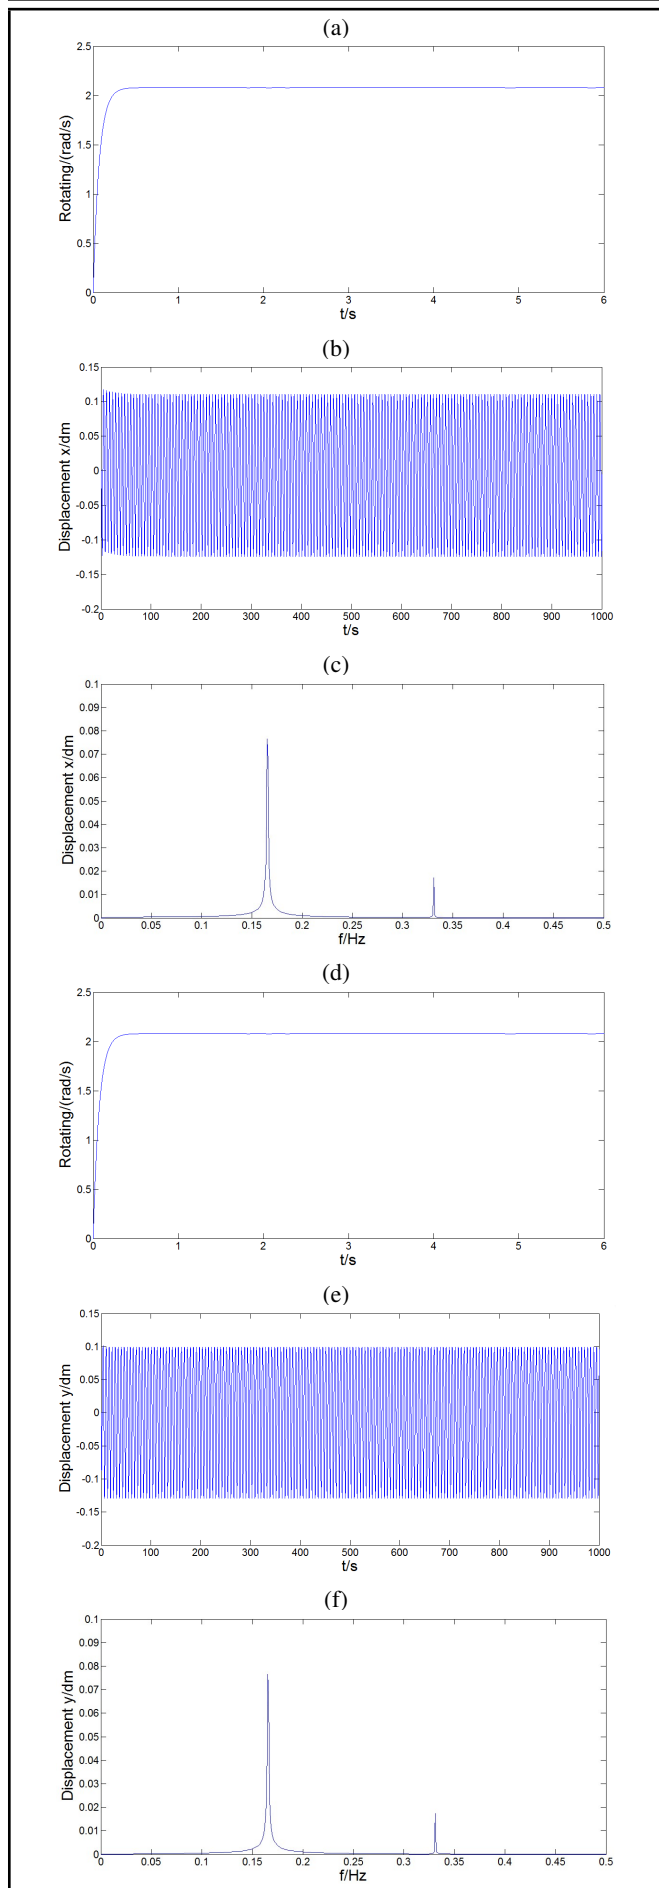 (a)
2.5
2
1.5
1
0.5
0
Rotating/(rad/s)
0 1 2 3 4 5 6
t/s
(b)
0.15
0.1
0.05
0
-0.05
-0.1
-0.15
-0.2
Displacement x/dm
0 100 200 300 400 500 600 700 800 900 1000
t/s
(c)
0.1
0.09
0.08
0.07
0.06
0.05
0.04
0.03
0.02
0.01
0
Displacement x/dm
0 0.05 0.1 0.15 0.2 0.25 0.3 0.35 0.4 0.45 0.5
f/Hz
(d)
2.5
2
1.5
1
0.5
0
Rotating/(rad/s)
0 1 2 3 4 5 6
t/s
(e)
0.15
0.1
0.05
0
-0.05
-0.1
-0.15
-0.2
Displacement y/dm
0 100 200 300 400 500 600 700 800 900 1000
t/s
(f)
0.1
0.09
0.08
0.07
0.06
0.05
0.04
0.03
0.02
0.01
0
Displacement y/dm
0 0.05 0.1 0.15 0.2 0.25 0.3 0.35 0.4 0.45 0.5
f/Hz